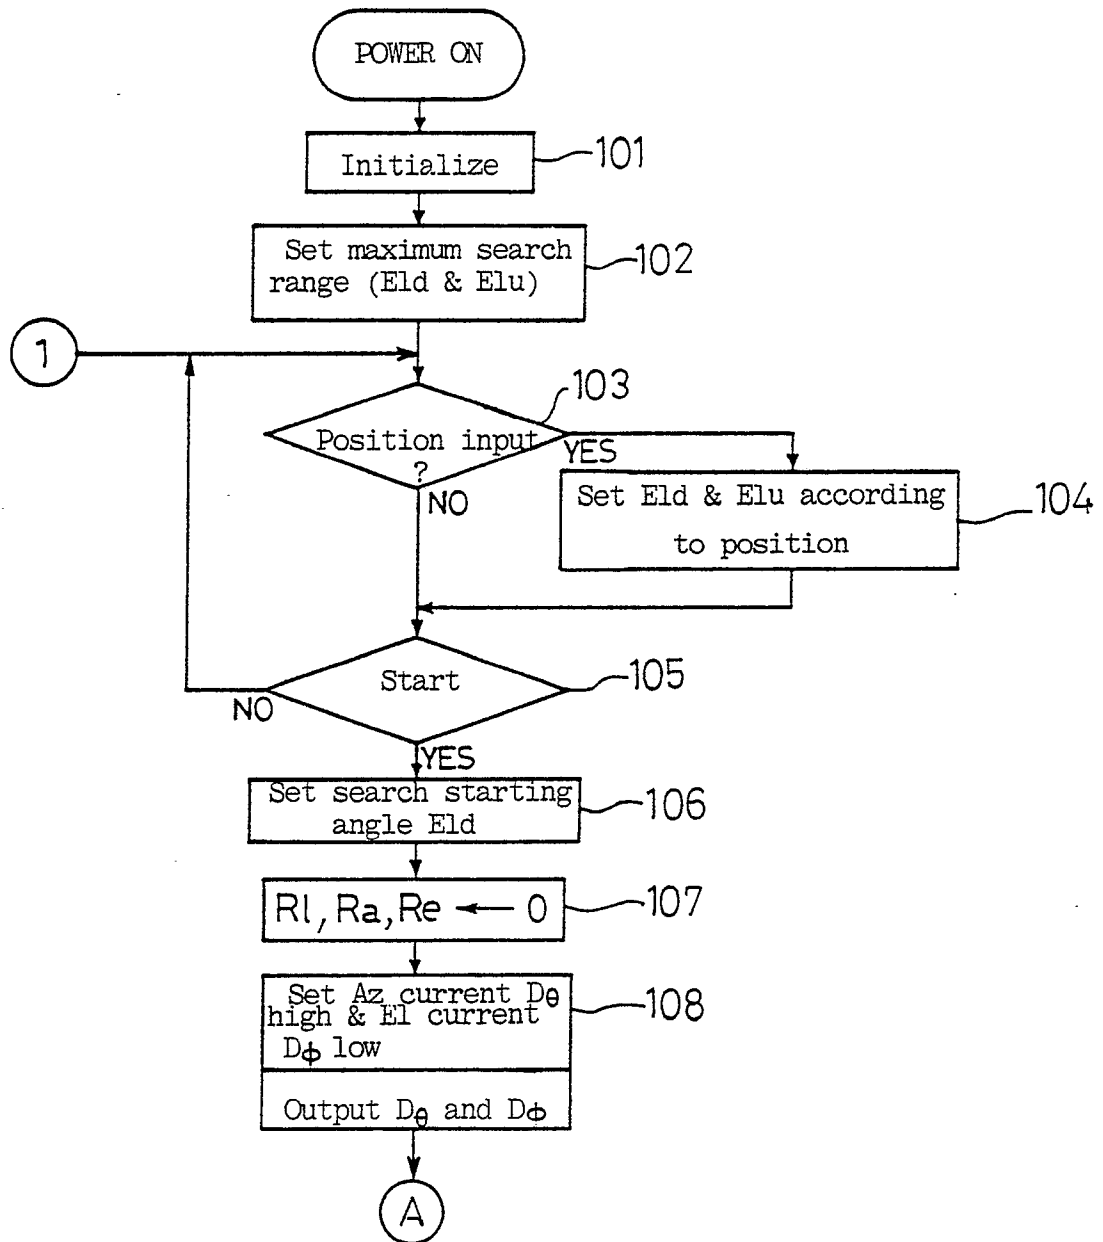 POWER ON
Initialize
101
Set maximum search
range (Eld & Elu)
102
1
103
Position input
?
YES
NO
Set Eld & Elu according
to position
104
Start
105
NO
YES
Set search starting
angle Eld
106
Rl, Ra, Re ← 0
107
Set Az current Dθ
high & El current
Dϕ low
108
Output Dθ and Dϕ
A